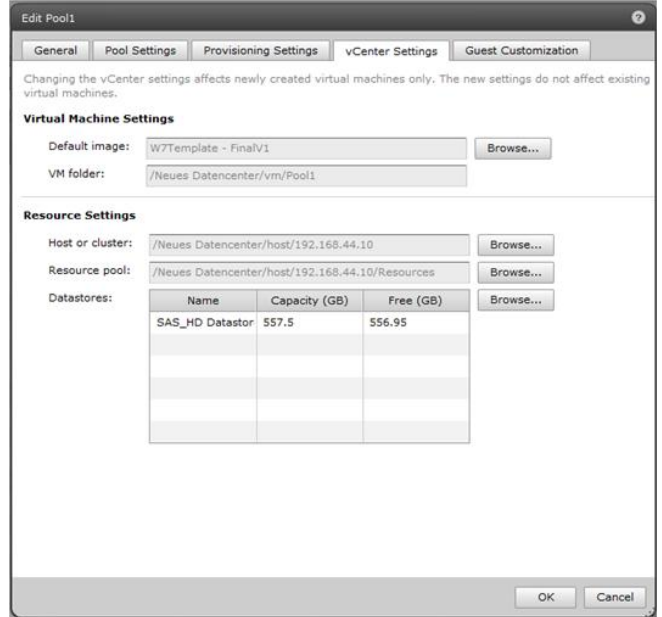 Edit Pool1
?
General Pool Settings Provisioning Settings vCenter Settings Guest Customization
Changing the vCenter settings affects newly created virtual machines only. The new settings do not affect existing
virtual machines.
Virtual Machine Settings
Default image: W7Template - FinalV1 Browse...
VM folder: /Neues Datencenter/vm/Pool1
Resource Settings
Host or cluster: /Neues Datencenter/host/192.168.44.10 Browse...
Resource pool: /Neues Datencenter/host/192.168.44.10/Resources Browse...
Datastores: Name Capacity (GB) Free (GB) Browse...
SAS_HD Datastor 557.5 556.95
OK Cancel